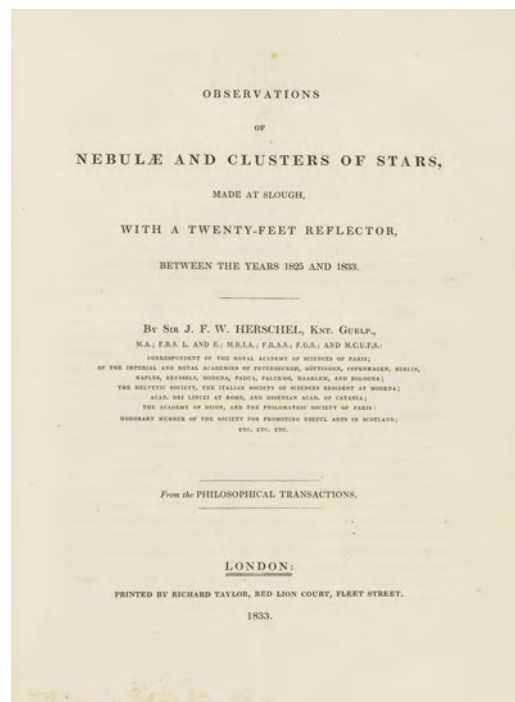 OBSERVATIONS
OF
NEBULÆ AND CLUSTERS OF STARS,
MADE AT SLOUGH,
WITH A TWENTY-FEET REFLECTOR,
BETWEEN THE YEARS 1825 AND 1833.
By Sir J. F. W. HERSCHEL, Knt. Guelp.,
M.A.; F.R.S. L. AND E.; M.R.I.A.; F.R.A.S.; F.G.S.; AND M.C.U.P.S.:
CORRESPONDENT OF THE ROYAL ACADEMY OF SCIENCES OF PARIS;
OF THE IMPERIAL AND ROYAL ACADEMIES OF PETERSBURGH, GÖTTINGEN, COPENHAGEN, BERLIN,
NAPLES, BRUSSELS, MODENA, PADUA, PALERMO, HAARLEM, AND BOLOGNA;
THE HELVETIC SOCIETY, THE ITALIAN SOCIETY OF SCIENCES RESIDENT AT MODENA;
ACAD. DEI LINCEI AT ROME, AND GIOENIAN ACAD. OF CATANIA;
THE ACADEMY OF DIJON, AND THE PHILOMATHIC SOCIETY OF PARIS:
HONORARY MEMBER OF THE SOCIETY FOR PROMOTING USEFUL ARTS IN SCOTLAND;
ETC. ETC. ETC.
From the PHILOSOPHICAL TRANSACTIONS.
LONDON:
PRINTED BY RICHARD TAYLOR, RED LION COURT, FLEET STREET.
1833.